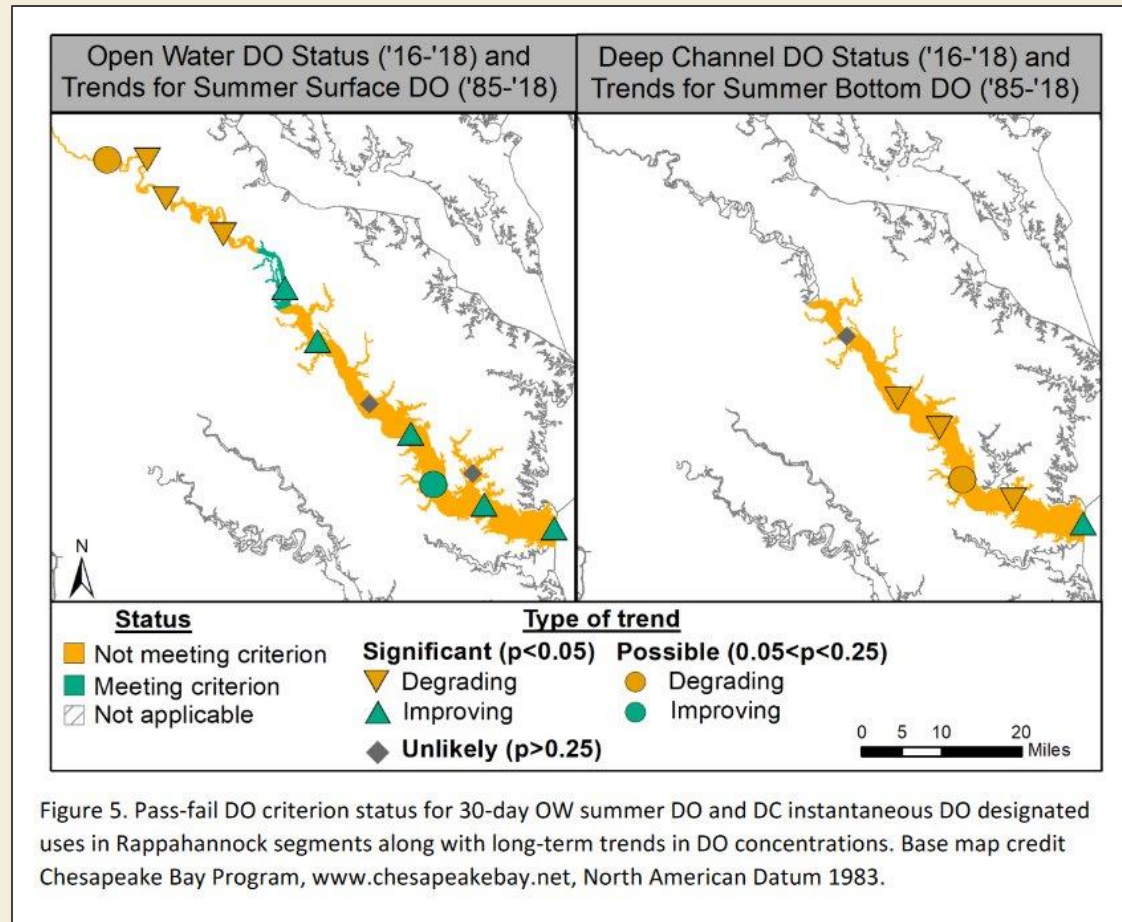 Open Water DO Status ('16-'18) and
Trends for Summer Surface DO ('85-'18)
Deep Channel DO Status ('16-'18) and
Trends for Summer Bottom DO ('85-'18)
N
Status
Not meeting criterion
Meeting criterion
Not applicable
Type of trend
Significant (p<0.05)
Degrading
Improving
Unlikely (p>0.25)
Possible (0.05<p<0.25)
Degrading
Improving
0 5 10 20
Miles
Figure 5. Pass-fail DO criterion status for 30-day OW summer DO and DC instantaneous DO designated
uses in Rappahannock segments along with long-term trends in DO concentrations. Base map credit
Chesapeake Bay Program, www.chesapeakebay.net, North American Datum 1983.